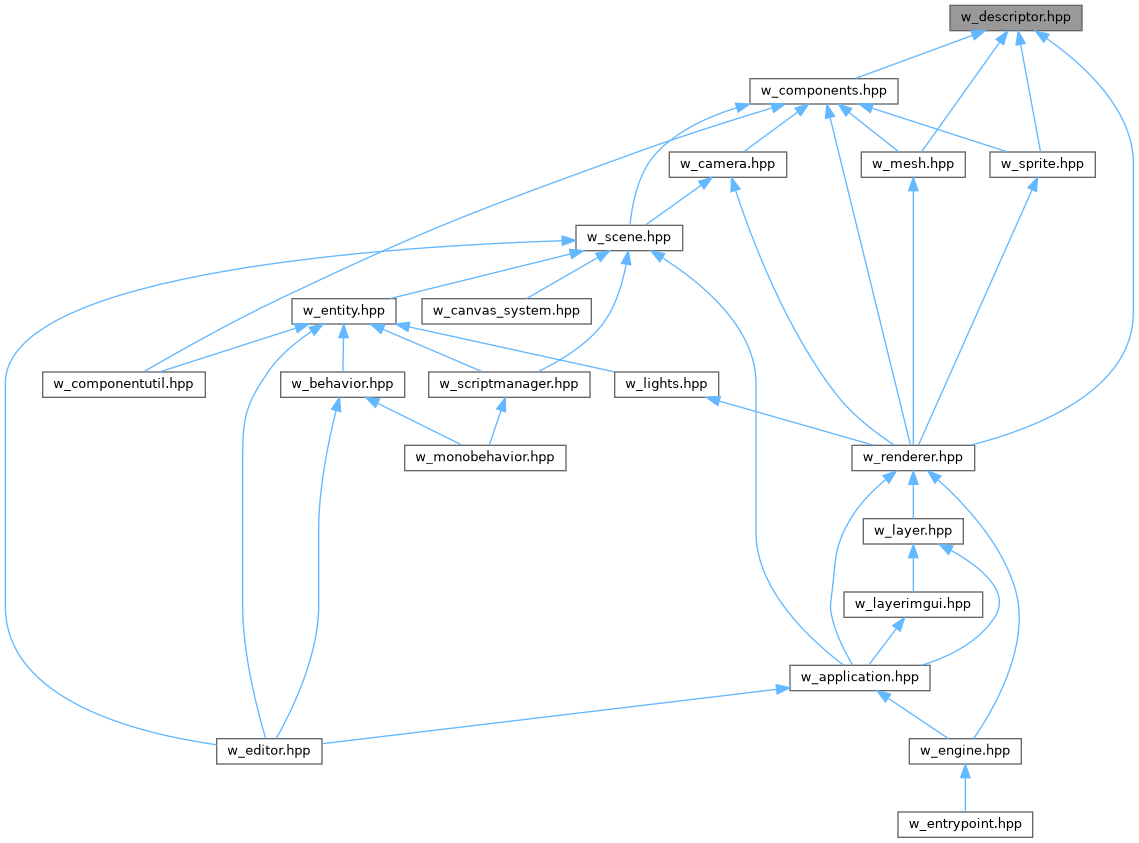 w_descriptor.hpp
w_components.hpp
w_camera.hpp
w_mesh.hpp
w_sprite.hpp
w_scene.hpp
w_entity.hpp
w_canvas_system.hpp
w_componentutil.hpp
w_behavior.hpp
w_scriptmanager.hpp
w_lights.hpp
w_monobehavior.hpp
w_renderer.hpp
w_layer.hpp
w_layerimgui.hpp
w_application.hpp
w_editor.hpp
w_engine.hpp
w_entrypoint.hpp